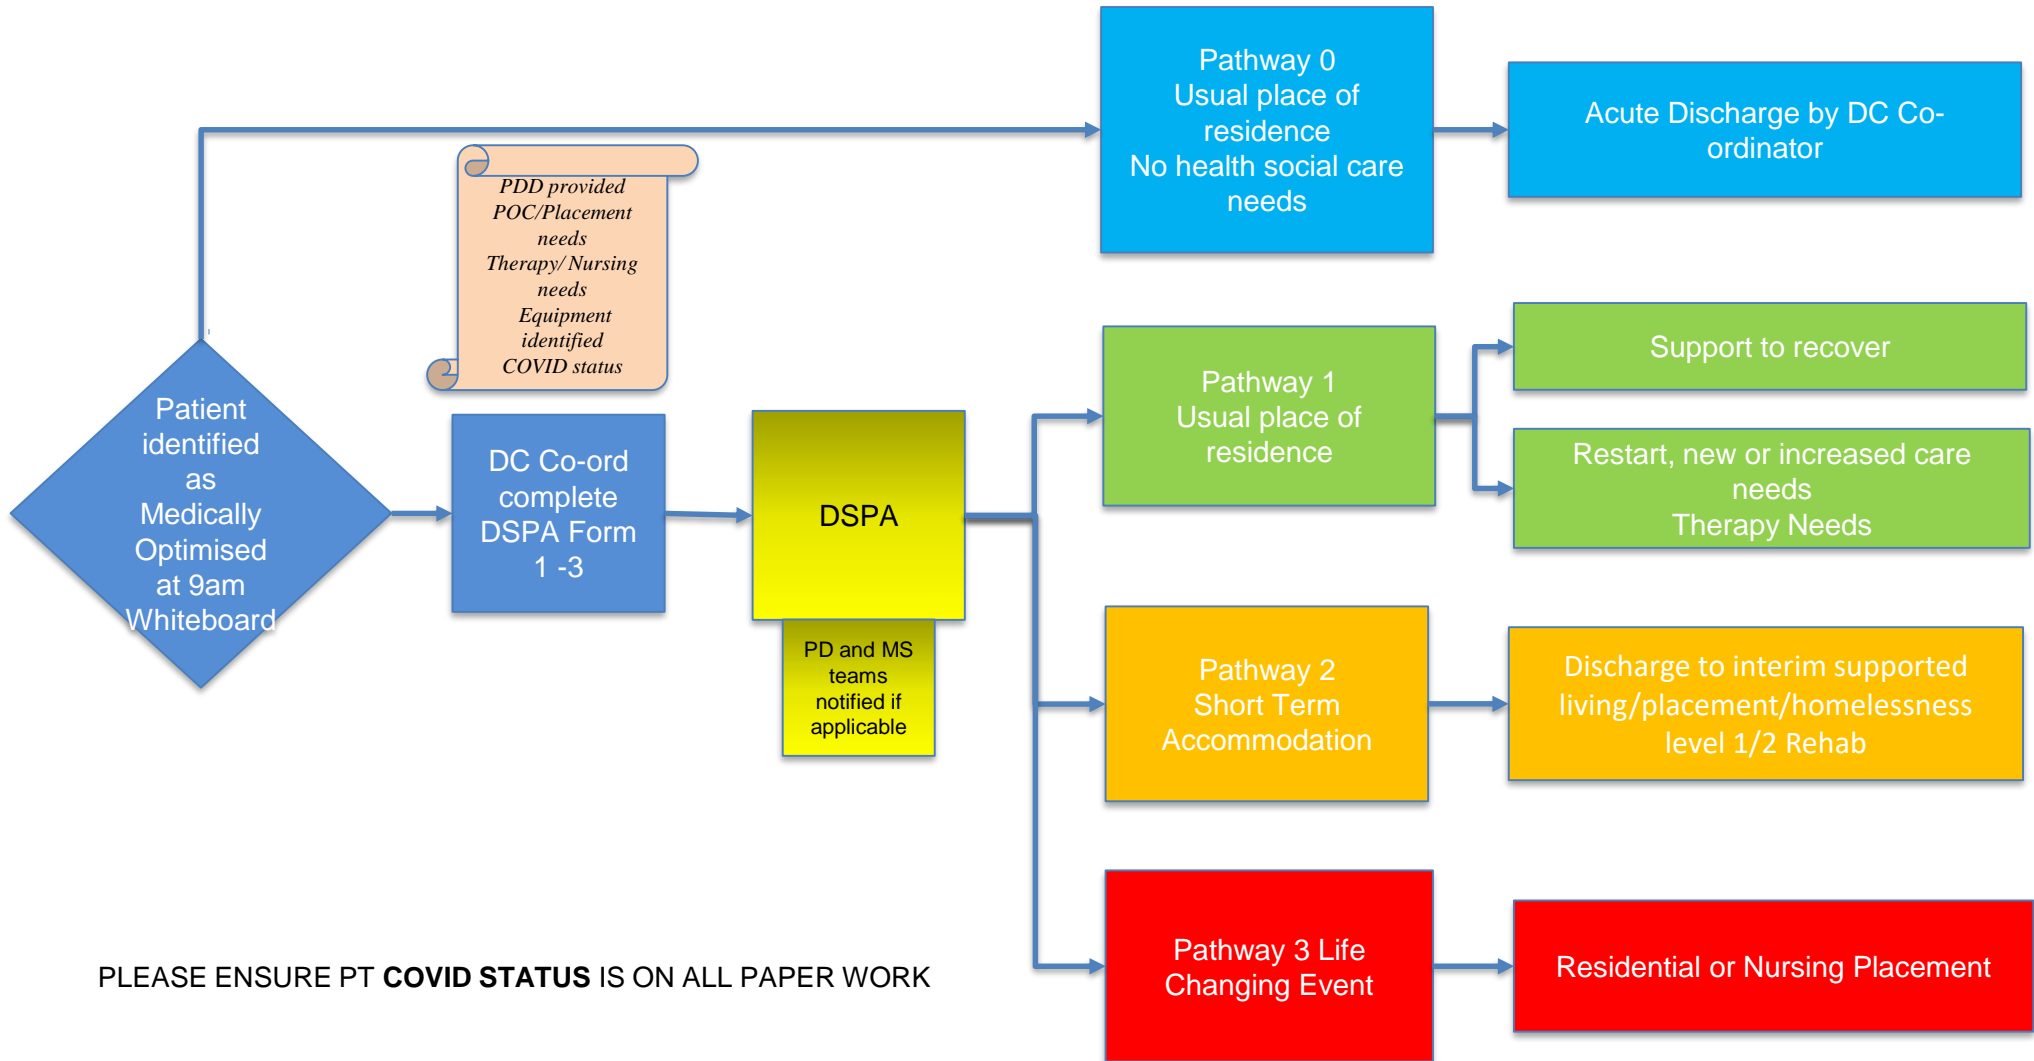 Pathway 0
Usual place of
residence
No health social care
needs
Acute Discharge by DC Co-
ordinator
PDD provided
POC/Placement
needs
Therapy/ Nursing
needs
Equipment
identified
COVID status
Patient
identified
as
Medically
Optimised
at 9am
Whiteboard
DC Co-ord
complete
DSPA Form
1 -3
DSPA
PD and MS
teams
notified if
applicable
Pathway 1
Usual place of
residence
Support to recover
Restart, new or increased care
needs
Therapy Needs
Pathway 2
Short Term
Accommodation
Discharge to interim supported
living/placement/homelessness
level 1/2 Rehab
Pathway 3 Life
Changing Event
Residential or Nursing Placement
PLEASE ENSURE PT COVID STATUS IS ON ALL PAPER WORK